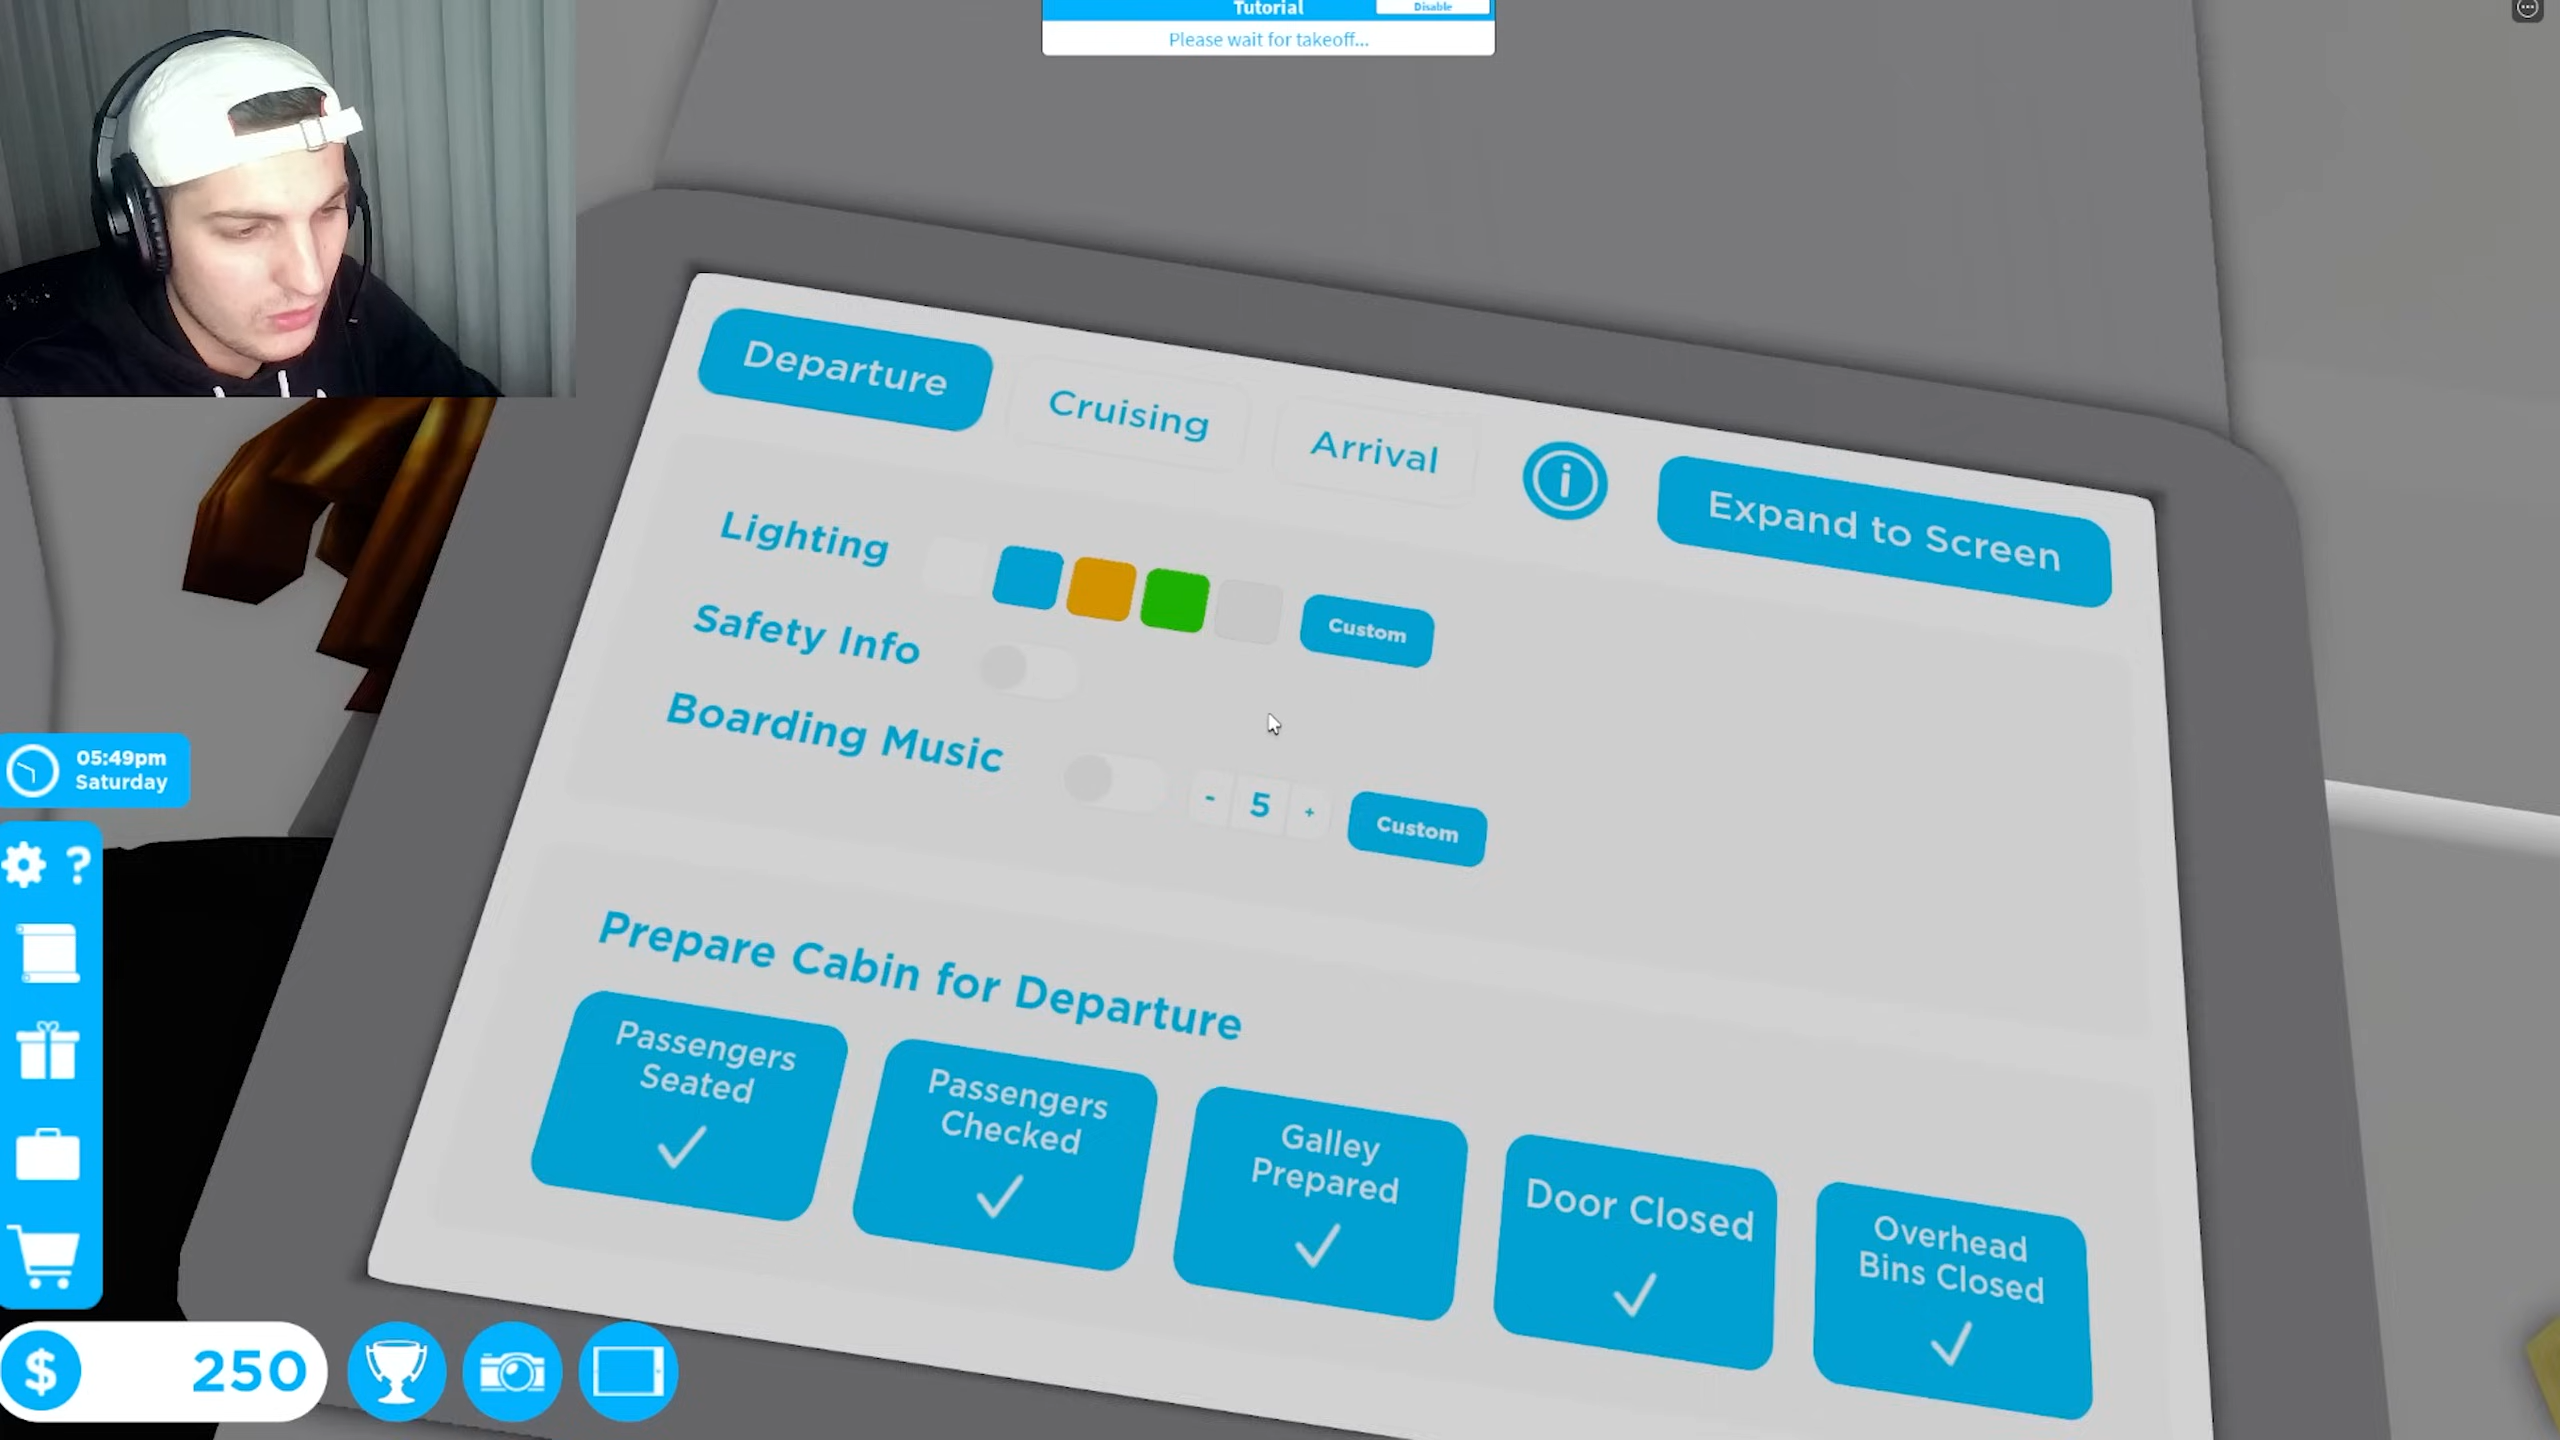 Tutorial
Disable
Please wait for takeoff...
Departure
Cruising
Arrival
i
Expand to Screen
Lighting
Custom
Safety Info
Boarding Music
- 5 +
Custom
Prepare Cabin for Departure
Passengers
Seated
Passengers
Checked
Galley
Prepared
Door Closed
Overhead
Bins Closed
05:49pm
Saturday
?
$ 250